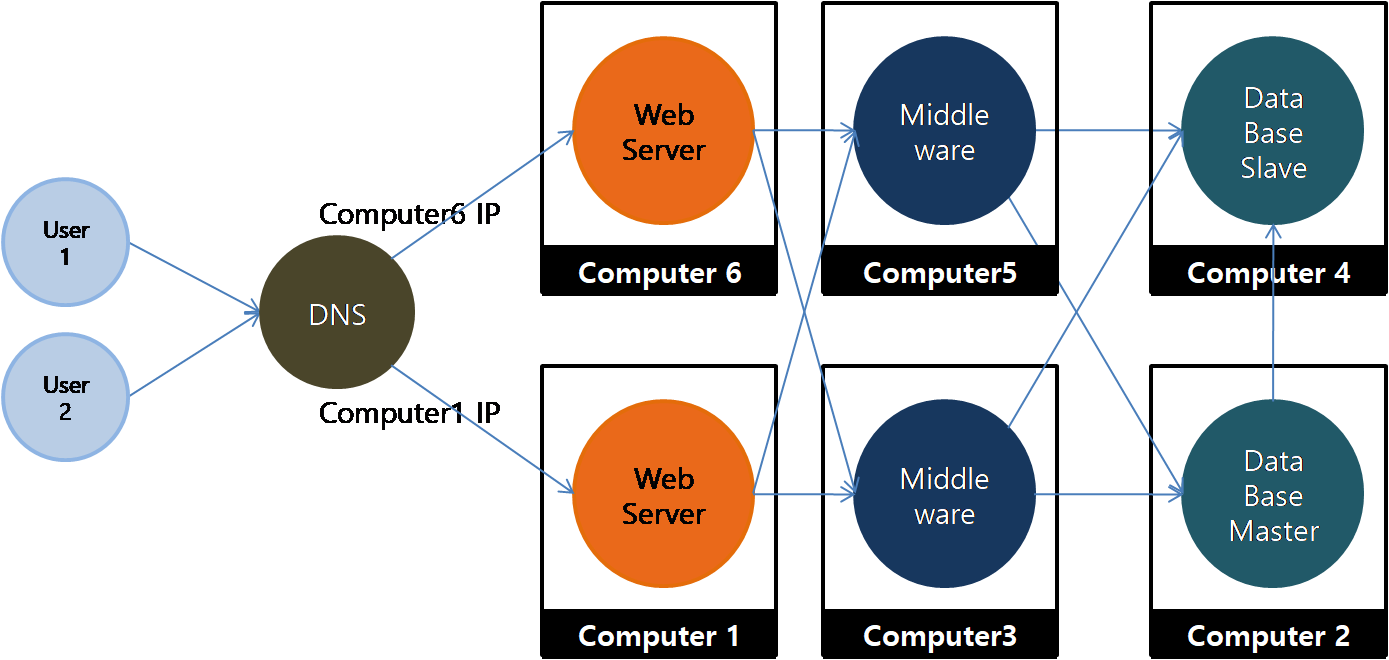 User
1
User
2
Computer6 IP
DNS
Computer1 IP
Web
Server
Computer 6
Middle
ware
Computer5
Data
Base
Slave
Computer 4
Web
Server
Computer 1
Middle
ware
Computer3
Data
Base
Master
Computer 2